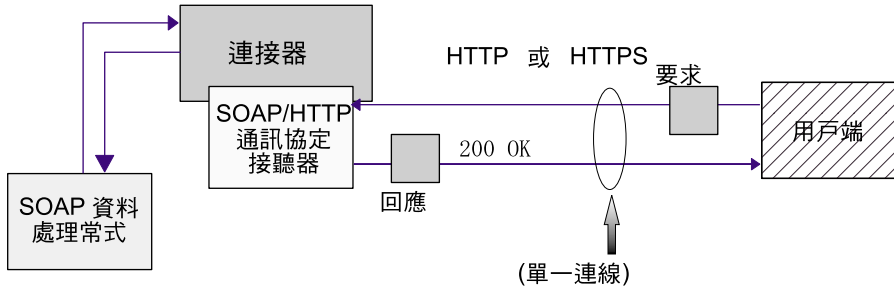 連接器
HTTP 或 HTTPS
要求
SOAP/HTTP
通訊協定
接聽器
用戶端
200 OK
回應
SOAP 資料
處理常式
(單一連線)